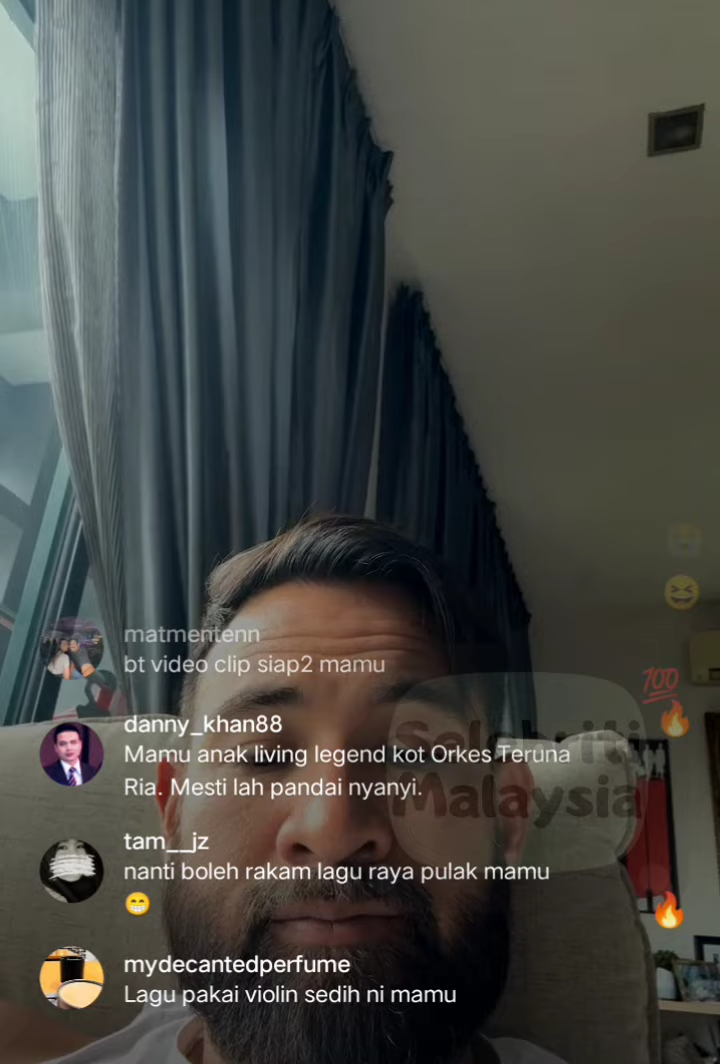 matmentenn
bt video clip siap2 mamu
danny_khan88
Mamu anak living legend kot Orkes Teruna
Ria. Mesti lah pandai nyanyi.
Selebriti
Malaysia
tam__jz
nanti boleh rakam lagu raya pulak mamu
😁
mydecantedperfume
Lagu pakai violin sedih ni mamu
💯